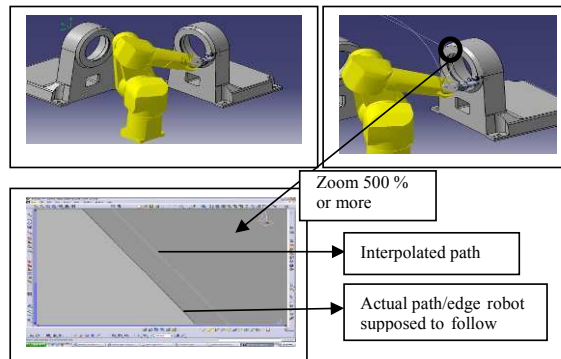 Zoom 500 %
or more
Interpolated path
Actual path/edge robot
supposed to follow